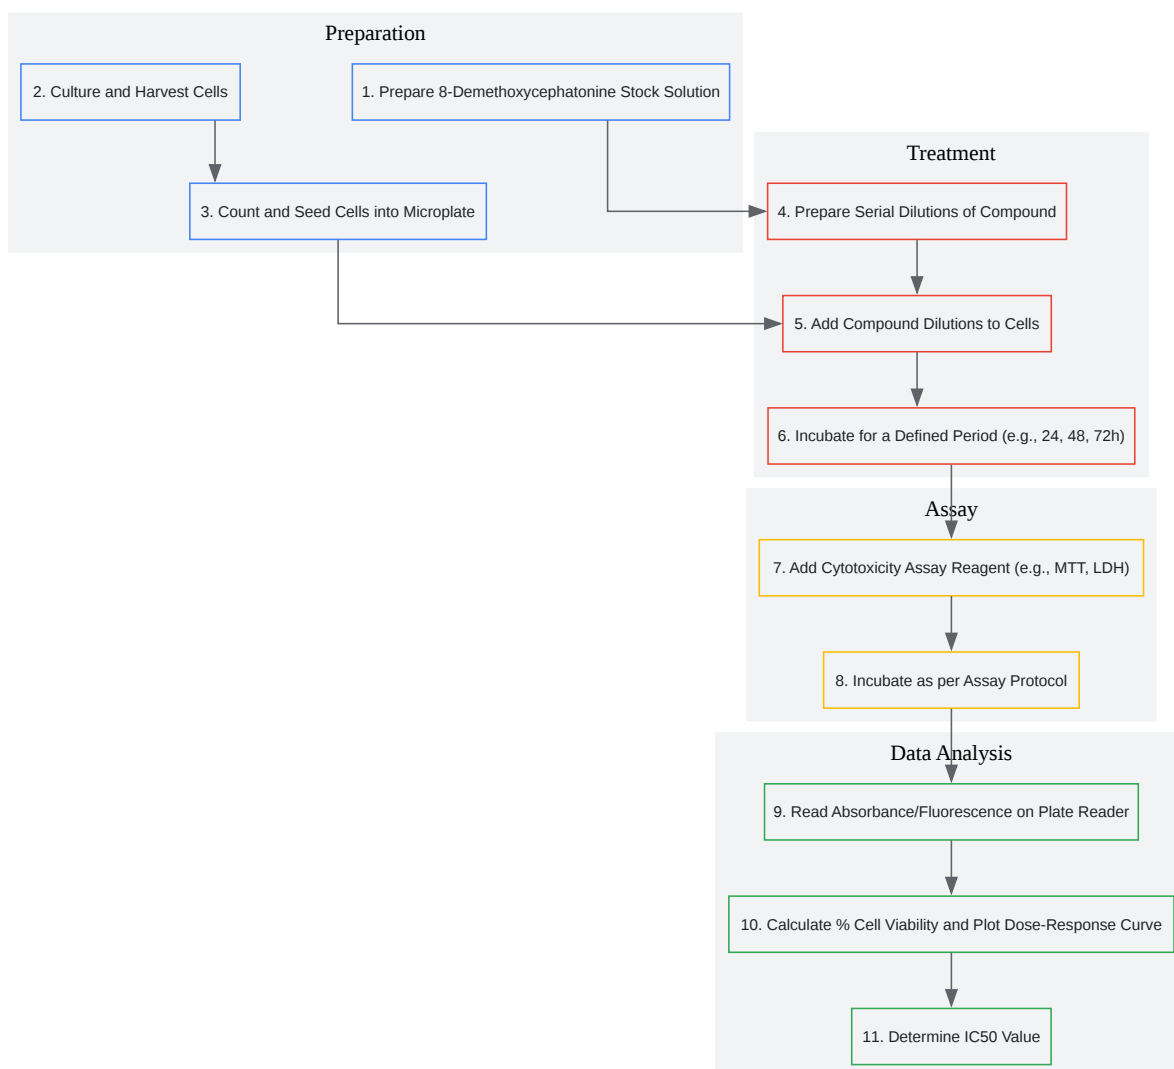 Preparation
2. Culture and Harvest Cells
1. Prepare 8-Demethoxycephatonine Stock Solution
3. Count and Seed Cells into Microplate
Treatment
4. Prepare Serial Dilutions of Compound
5. Add Compound Dilutions to Cells
6. Incubate for a Defined Period (e.g., 24, 48, 72h)
Assay
7. Add Cytotoxicity Assay Reagent (e.g., MTT, LDH)
8. Incubate as per Assay Protocol
Data Analysis
9. Read Absorbance/Fluorescence on Plate Reader
10. Calculate % Cell Viability and Plot Dose-Response Curve
11. Determine IC50 Value